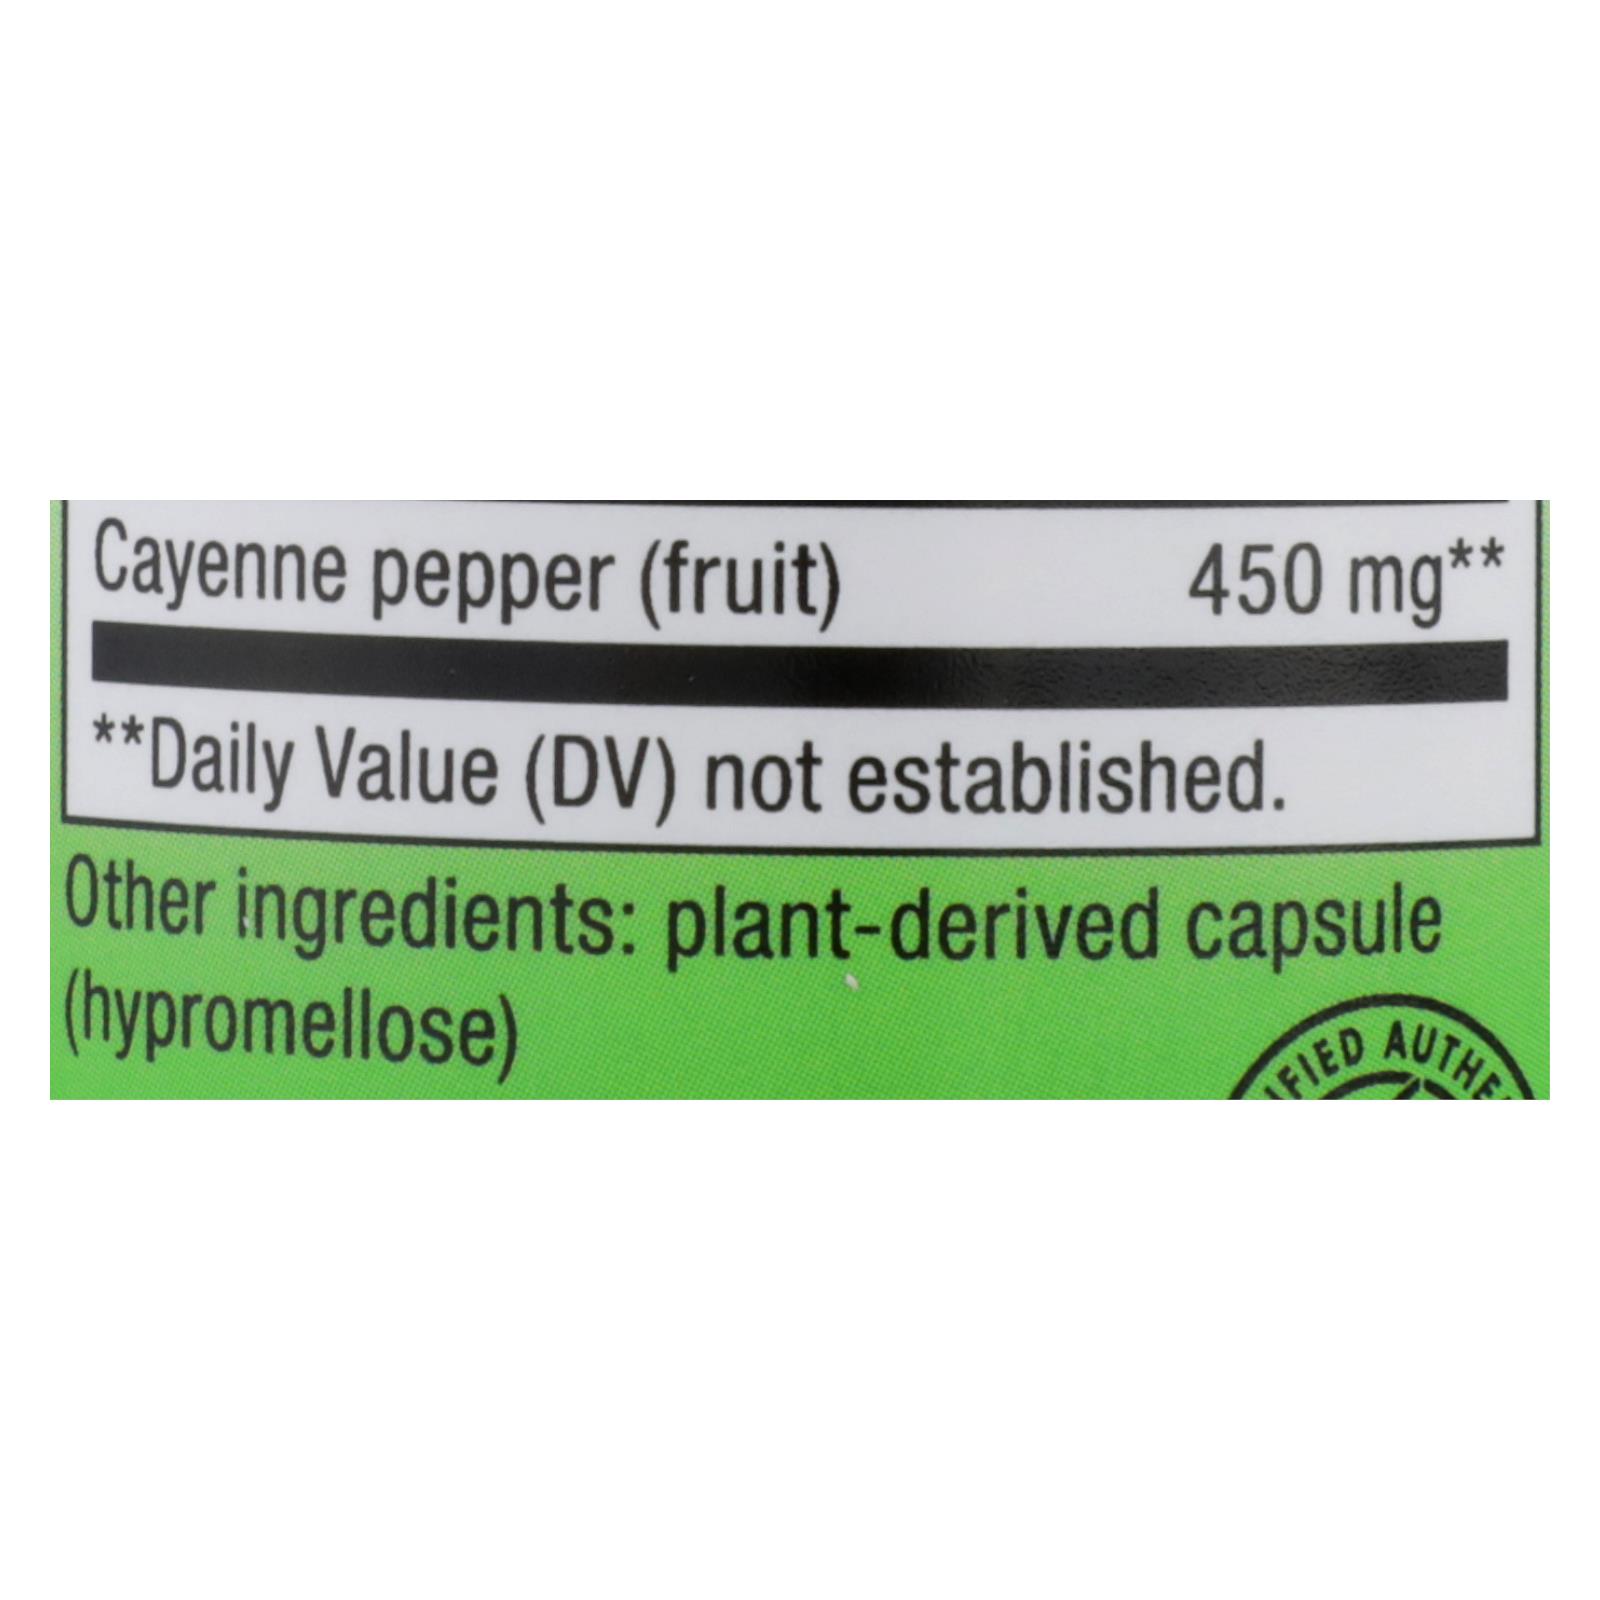 Cayenne pepper (fruit) 450 mg**
**Daily Value (DV) not established.
Other ingredients: plant-derived capsule
(hypromellose)